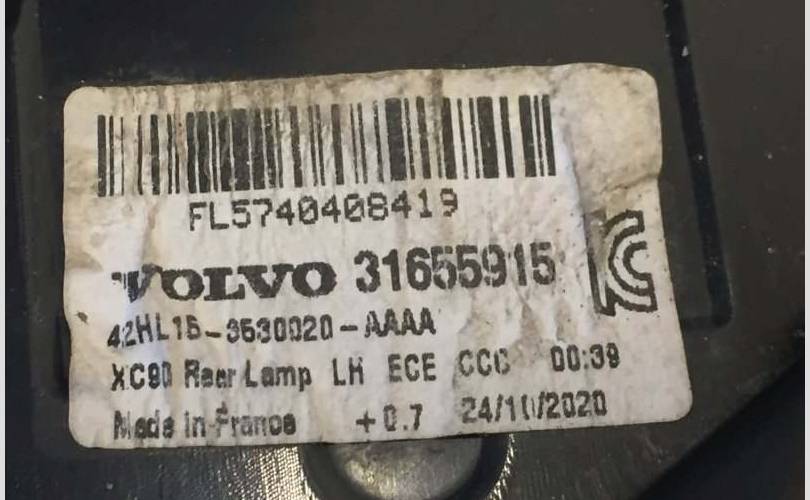 FL5740408419
VOLVO 31655915
42HL15-3530020-AAAA
XC90 Rear Lamp LH ECE CCC 00:39
Made in France +0.7 24/10/2020